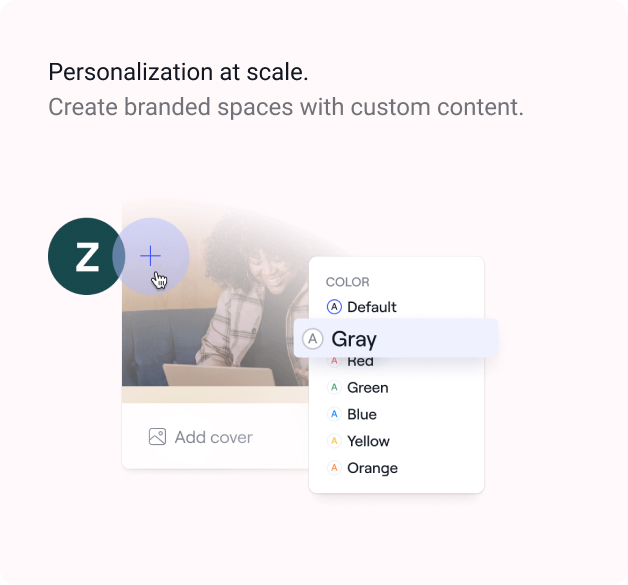 Personalization at scale.
Create branded spaces with custom content.
Z
COLOR
A Default
A Gray
A Red
A Green
A Blue
A Yellow
A Orange
Add cover